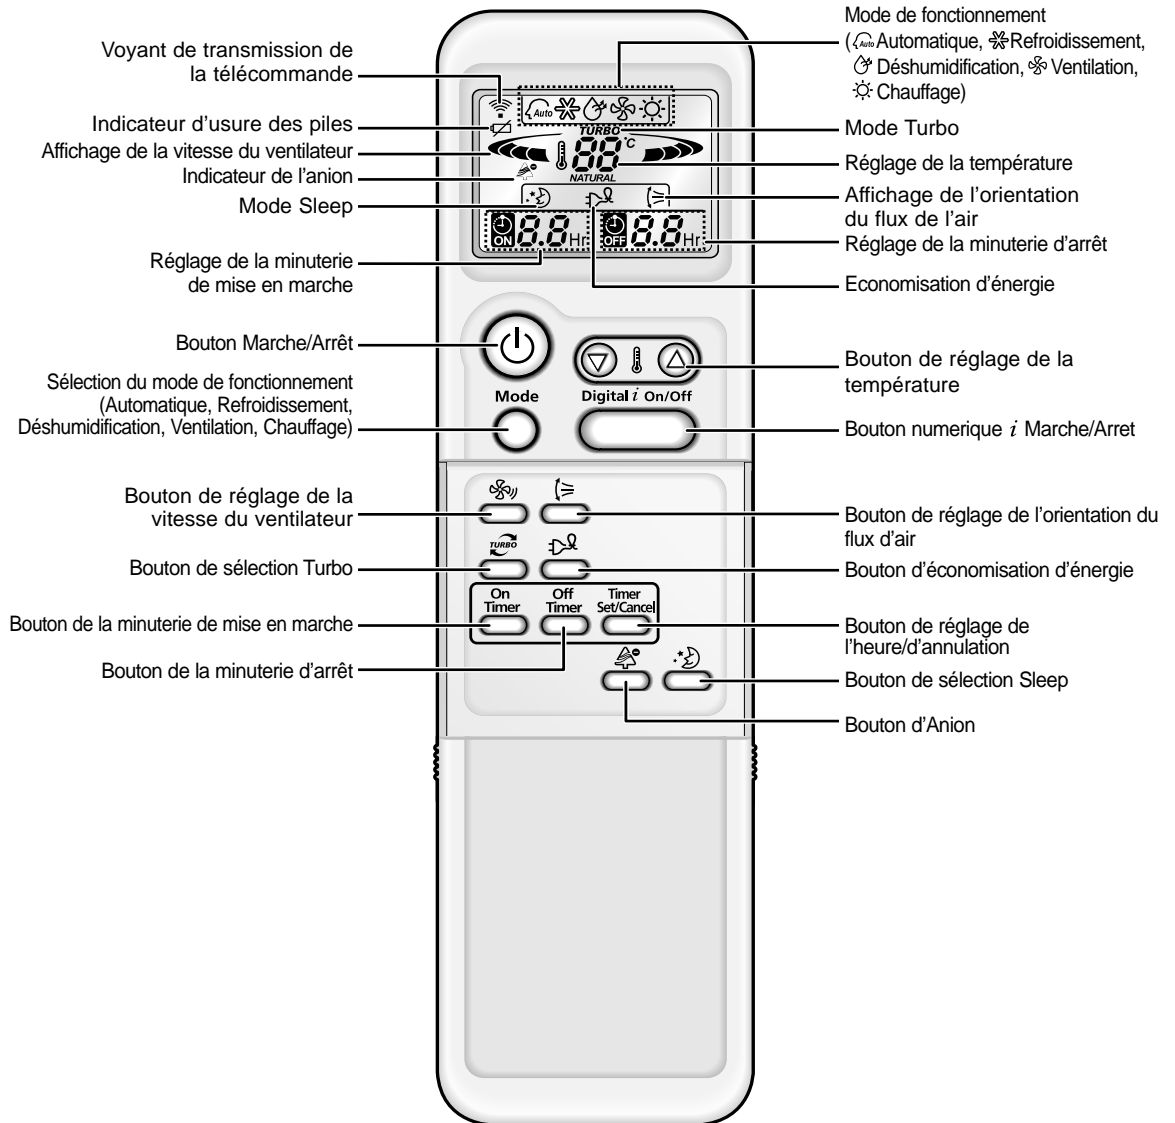 Voyant de transmission de
la télécommande
Indicateur d'usure des piles
Affichage de la vitesse du ventilateur
Indicateur de l'anion
Mode Sleep
Réglage de la minuterie
de mise en marche
Bouton Marche/Arrêt
Sélection du mode de fonctionnement
(Automatique, Refroidissement,
Déshumidification, Ventilation, Chauffage)
Bouton de réglage de la
vitesse du ventilateur
Bouton de sélection Turbo
Bouton de la minuterie de mise en marche
Bouton de la minuterie d'arrêt
Auto
TURBO
88°C
NATURAL
ON 8.8Hr
OFF 8.8Hr
Mode
Digital i On/Off
TURBO
On
Timer
Off
Timer
Timer
Set/Cancel
Mode de fonctionnement
(Auto Automatique, Refroidissement,
Déshumidification, Ventilation,
Chauffage)
Mode Turbo
Réglage de la température
Affichage de l'orientation
du flux de l'air
Réglage de la minuterie d'arrêt
Economisation d'énergie
Bouton de réglage de la
température
Bouton numerique i Marche/Arret
Bouton de réglage de l'orientation du
flux d'air
Bouton d'économisation d'énergie
Bouton de réglage de
l'heure/d'annulation
Bouton de sélection Sleep
Bouton d'Anion